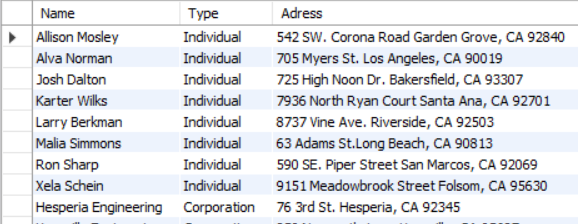 Name Type Adress
Allison Mosley Individual 542 SW. Corona Road Garden Grove, CA 92840
Alva Norman Individual 705 Myers St. Los Angeles, CA 90019
Josh Dalton Individual 725 High Noon Dr. Bakersfield, CA 93307
Karter Wilks Individual 7936 North Ryan Court Santa Ana, CA 92701
Larry Berkman Individual 8737 Vine Ave. Riverside, CA 92503
Malia Simmons Individual 63 Adams St.Long Beach, CA 90813
Ron Sharp Individual 590 SE. Piper Street San Marcos, CA 92069
Xela Schein Individual 9151 Meadowbrook Street Folsom, CA 95630
Hesperia Engineering Corporation 76 3rd St. Hesperia, CA 92345